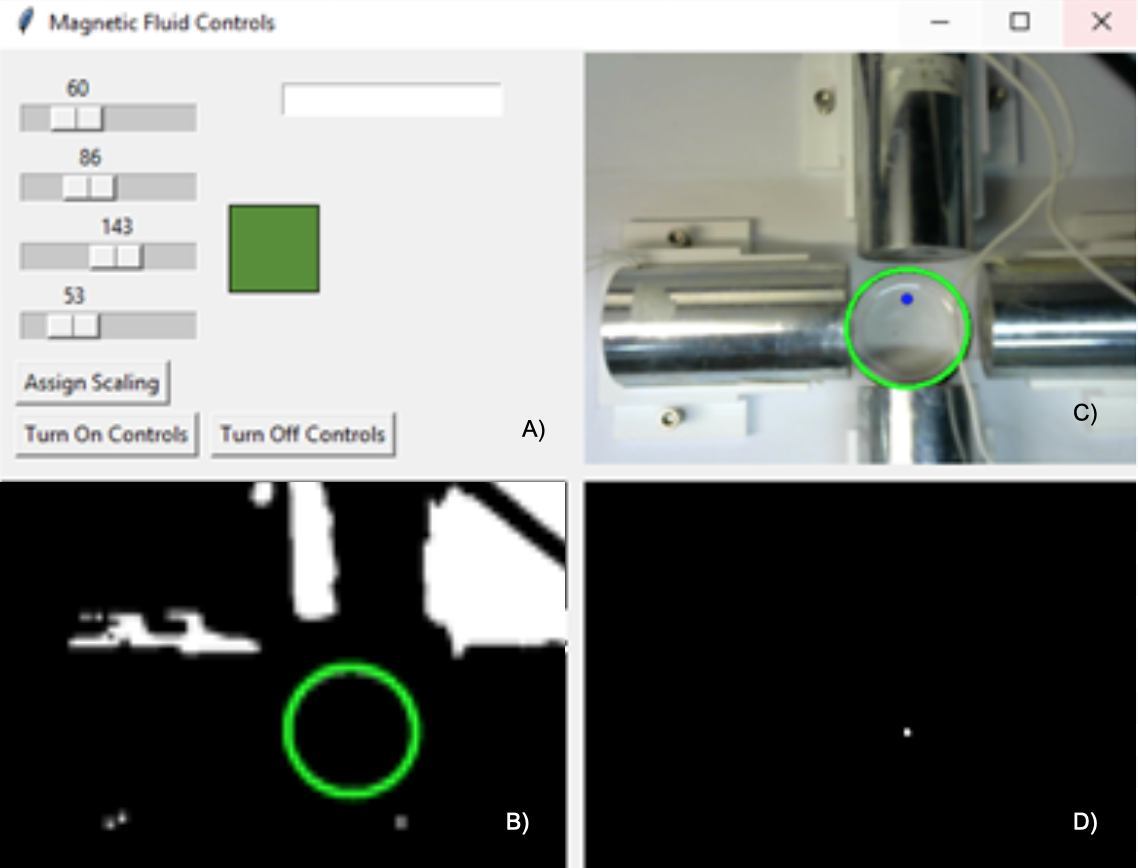 Magnetic Fluid Controls
60
86
143
53
Assign Scaling
Turn On Controls Turn Off Controls
A)
C)
B)
D)